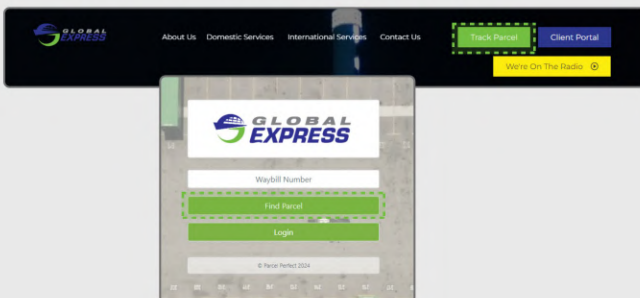 GLOBAL
EXPRESS
About Us Domestic Services International Services Contact Us
Track Parcel
Client Portal
We're On The Radio
GLOBAL
EXPRESS
Waybill Number
Find Parcel
Login
© Parcel Perfect 2024